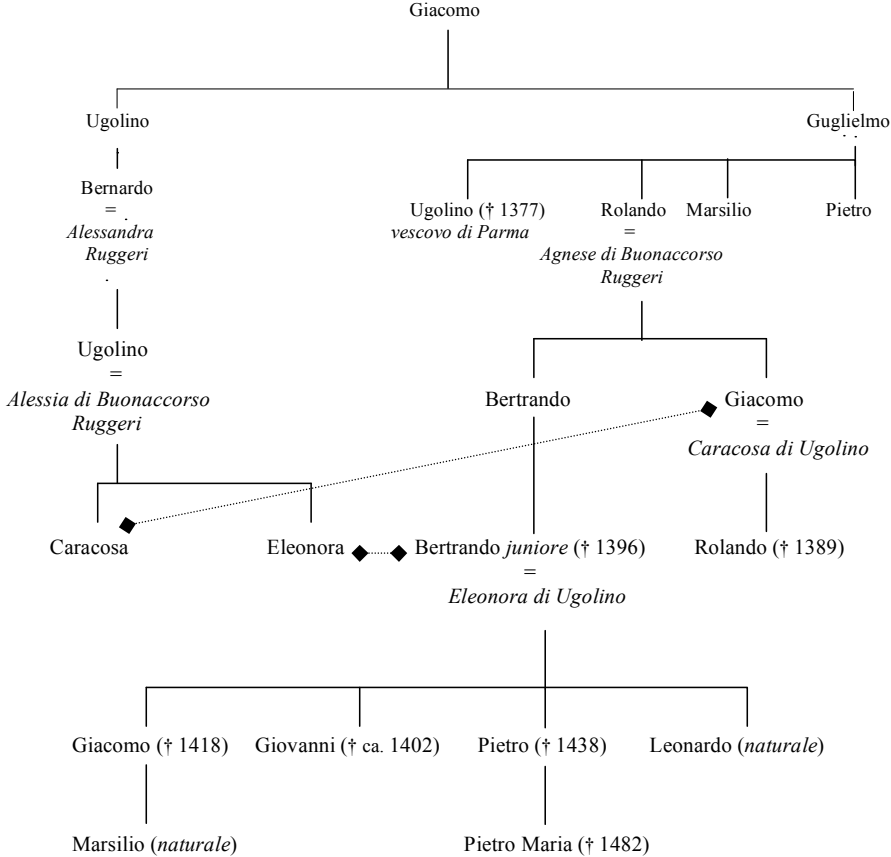 Giacomo
Ugolino Guglielmo
Bernardo
=
Alessandra
Ruggeri
Ugolino († 1377) Rolando Marsilio Pietro
vescovo di Parma =
Agnese di Buonaccorso
Ruggeri
Ugolino
=
Alessia di Buonaccorso
Ruggeri
Bertrando Giacomo
=
Caracosa di Ugolino
Caracosa Eleonora Bertrando juniore († 1396) Rolando († 1389)
=
Eleonora di Ugolino
Giacomo († 1418) Giovanni († ca. 1402) Pietro († 1438) Leonardo (naturale)
Marsilio (naturale) Pietro Maria († 1482)